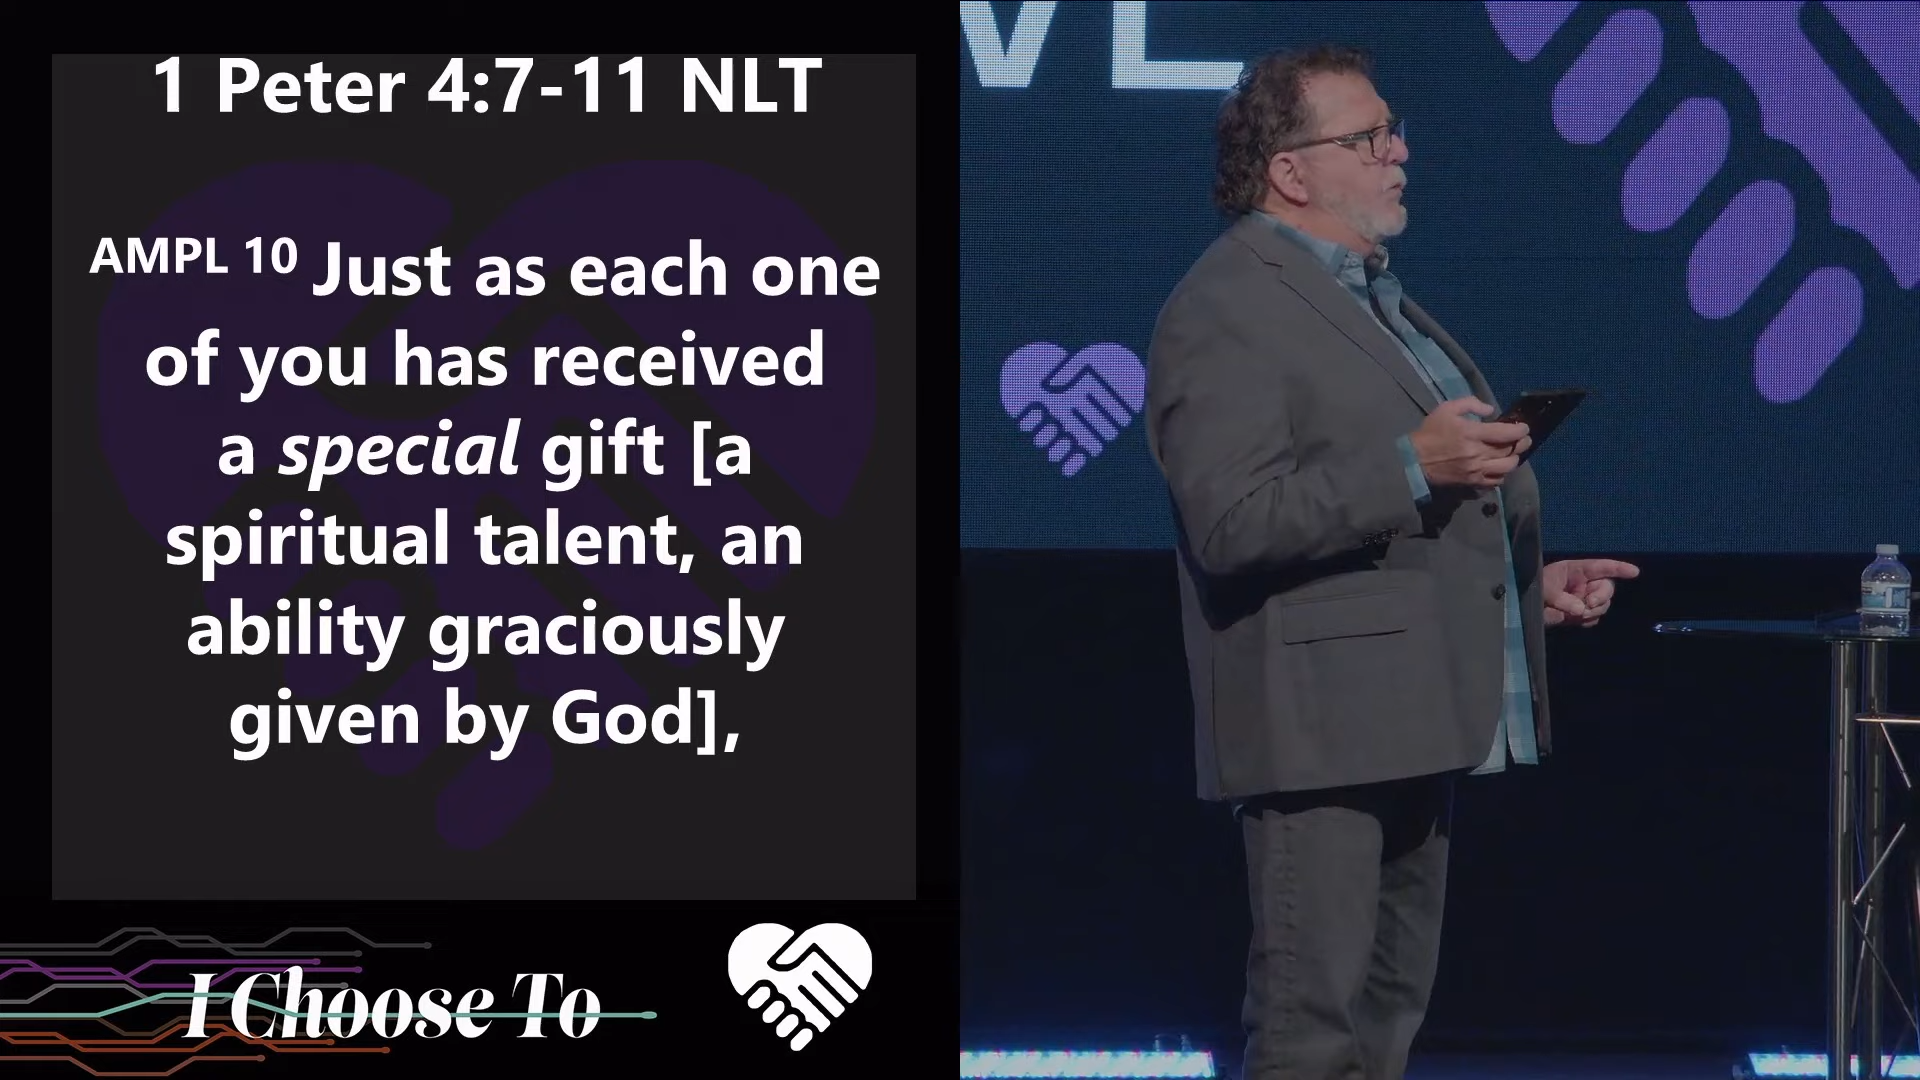 1 Peter 4:7-11 NLT
AMPL 10 Just as each one
of you has received
a special gift [a
spiritual talent, an
ability graciously
given by God],
I Choose To